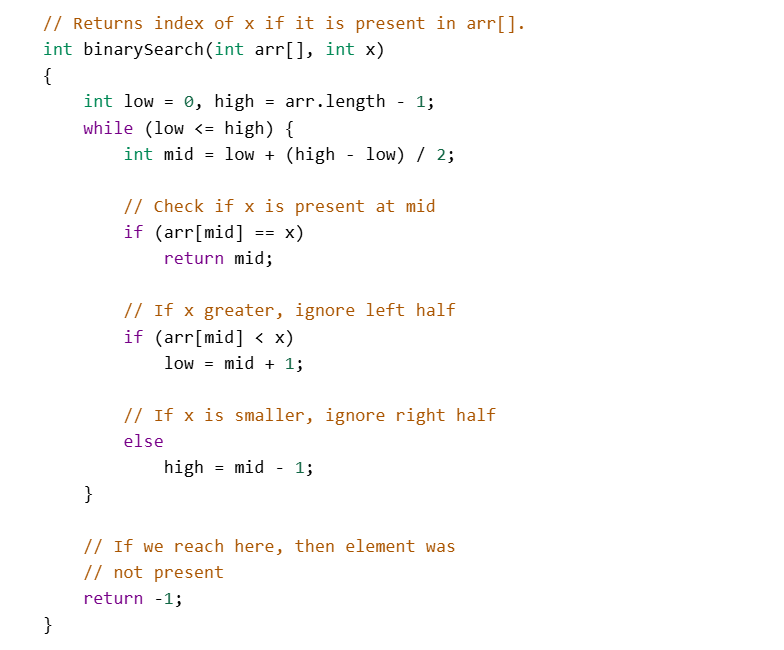 // Returns index of x if it is present in arr[].
int binarySearch(int arr[], int x)
{
    int low = 0, high = arr.length - 1;
    while (low <= high) {
        int mid = low + (high - low) / 2;

        // Check if x is present at mid
        if (arr[mid] == x)
            return mid;

        // If x greater, ignore left half
        if (arr[mid] < x)
            low = mid + 1;

        // If x is smaller, ignore right half
        else
            high = mid - 1;
    }

    // If we reach here, then element was
    // not present
    return -1;
}